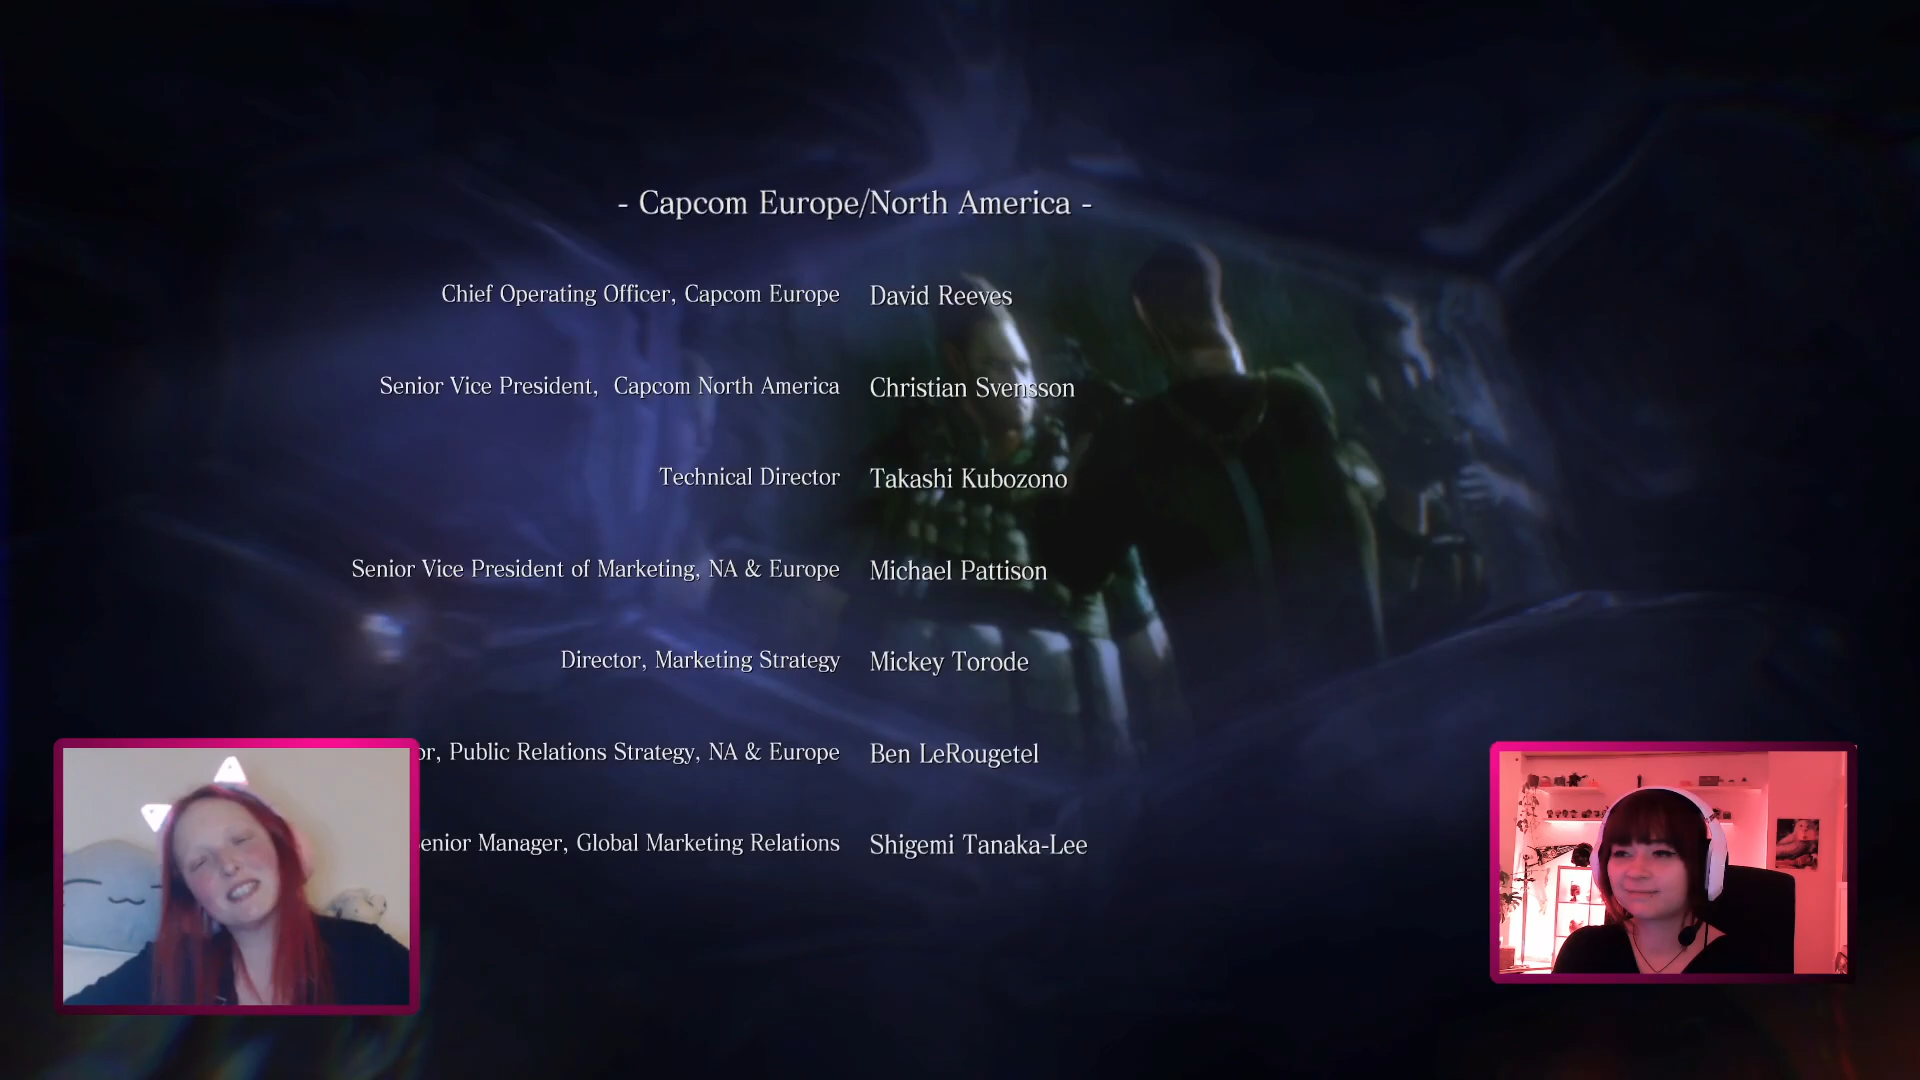 - Capcom Europe/North America -
Chief Operating Officer, Capcom Europe David Reeves
Senior Vice President, Capcom North America Christian Svensson
Technical Director Takashi Kubozono
Senior Vice President of Marketing, NA & Europe Michael Pattison
Director, Marketing Strategy Mickey Torode
Public Relations Strategy, NA & Europe Ben LeRougetel
Manager, Global Marketing Relations Shigemi Tanaka-Lee